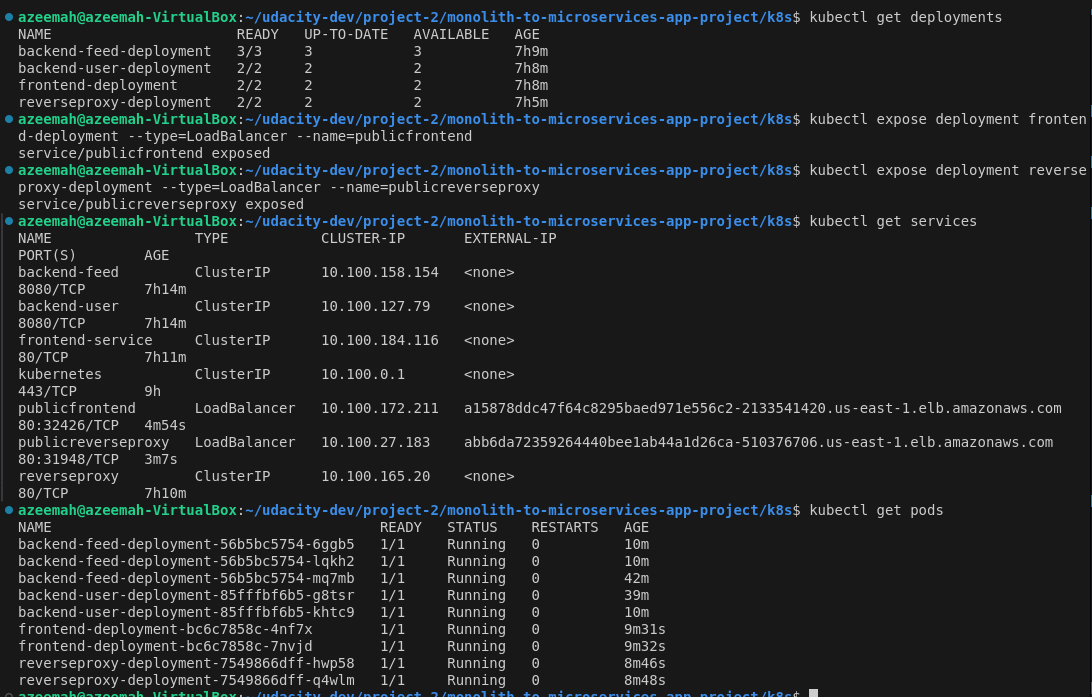 azeemah@azeemah-VirtualBox:~/udacity-dev/project-2/monolith-to-microservices-app-project/k8s$ kubectl get deployments
NAME READY UP-TO-DATE AVAILABLE AGE
backend-feed-deployment 3/3 3 3 7h9m
backend-user-deployment 2/2 2 2 7h8m
frontend-deployment 2/2 2 2 7h8m
reverseproxy-deployment 2/2 2 2 7h5m
azeemah@azeemah-VirtualBox:~/udacity-dev/project-2/monolith-to-microservices-app-project/k8s$ kubectl expose deployment fronten
d-deployment --type=LoadBalancer --name=publicfrontend
service/publicfrontend exposed
azeemah@azeemah-VirtualBox:~/udacity-dev/project-2/monolith-to-microservices-app-project/k8s$ kubectl expose deployment reverse
proxy-deployment --type=LoadBalancer --name=publicreverseproxy
service/publicreverseproxy exposed
azeemah@azeemah-VirtualBox:~/udacity-dev/project-2/monolith-to-microservices-app-project/k8s$ kubectl get services
NAME TYPE CLUSTER-IP EXTERNAL-IP
PORT(S) AGE
backend-feed ClusterIP 10.100.158.154 <none>
8080/TCP 7h14m
backend-user ClusterIP 10.100.127.79 <none>
8080/TCP 7h14m
frontend-service ClusterIP 10.100.184.116 <none>
80/TCP 7h11m
kubernetes ClusterIP 10.100.0.1 <none>
443/TCP 9h
publicfrontend LoadBalancer 10.100.172.211 a15878ddc47f64c8295baed971e556c2-2133541420.us-east-1.elb.amazonaws.com
80:32426/TCP 4m54s
publicreverseproxy LoadBalancer 10.100.27.183 abb6da72359264440bee1ab44a1d26ca-510376706.us-east-1.elb.amazonaws.com
80:31948/TCP 3m7s
reverseproxy ClusterIP 10.100.165.20 <none>
80/TCP 7h10m
azeemah@azeemah-VirtualBox:~/udacity-dev/project-2/monolith-to-microservices-app-project/k8s$ kubectl get pods
NAME READY STATUS RESTARTS AGE
backend-feed-deployment-56b5bc5754-6ggb5 1/1 Running 0 10m
backend-feed-deployment-56b5bc5754-lqkh2 1/1 Running 0 10m
backend-feed-deployment-56b5bc5754-mq7mb 1/1 Running 0 42m
backend-user-deployment-85fffbf6b5-g8tsr 1/1 Running 0 39m
backend-user-deployment-85fffbf6b5-khtc9 1/1 Running 0 10m
frontend-deployment-bc6c7858c-4nf7x 1/1 Running 0 9m31s
frontend-deployment-bc6c7858c-7nvjd 1/1 Running 0 9m32s
reverseproxy-deployment-7549866dff-hwp58 1/1 Running 0 8m46s
reverseproxy-deployment-7549866dff-q4wlm 1/1 Running 0 8m48s
azeemah@azeemah-VirtualBox:~/udacity-dev/project-2/monolith-to-microservices-app-project/k8s$